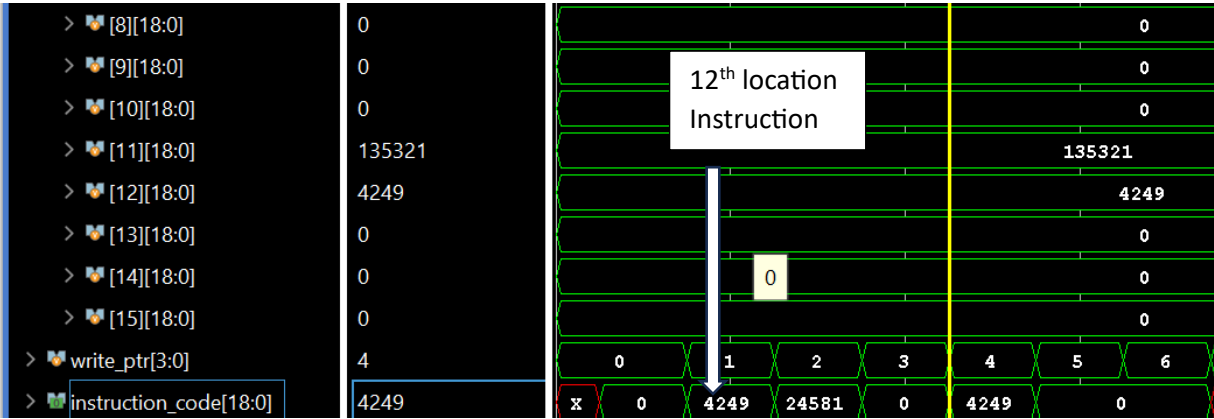 [8][18:0] 0 0
[9][18:0] 0 0
[10][18:0] 0 0
12th location
Instruction
[11][18:0] 135321 135321
[12][18:0] 4249 4249
[13][18:0] 0 0
[14][18:0] 0 0 0
[15][18:0] 0 0
write_ptr[3:0] 4 0 1 2 3 4 5 6
instruction_code[18:0] 4249 X 0 4249 24581 0 4249 0